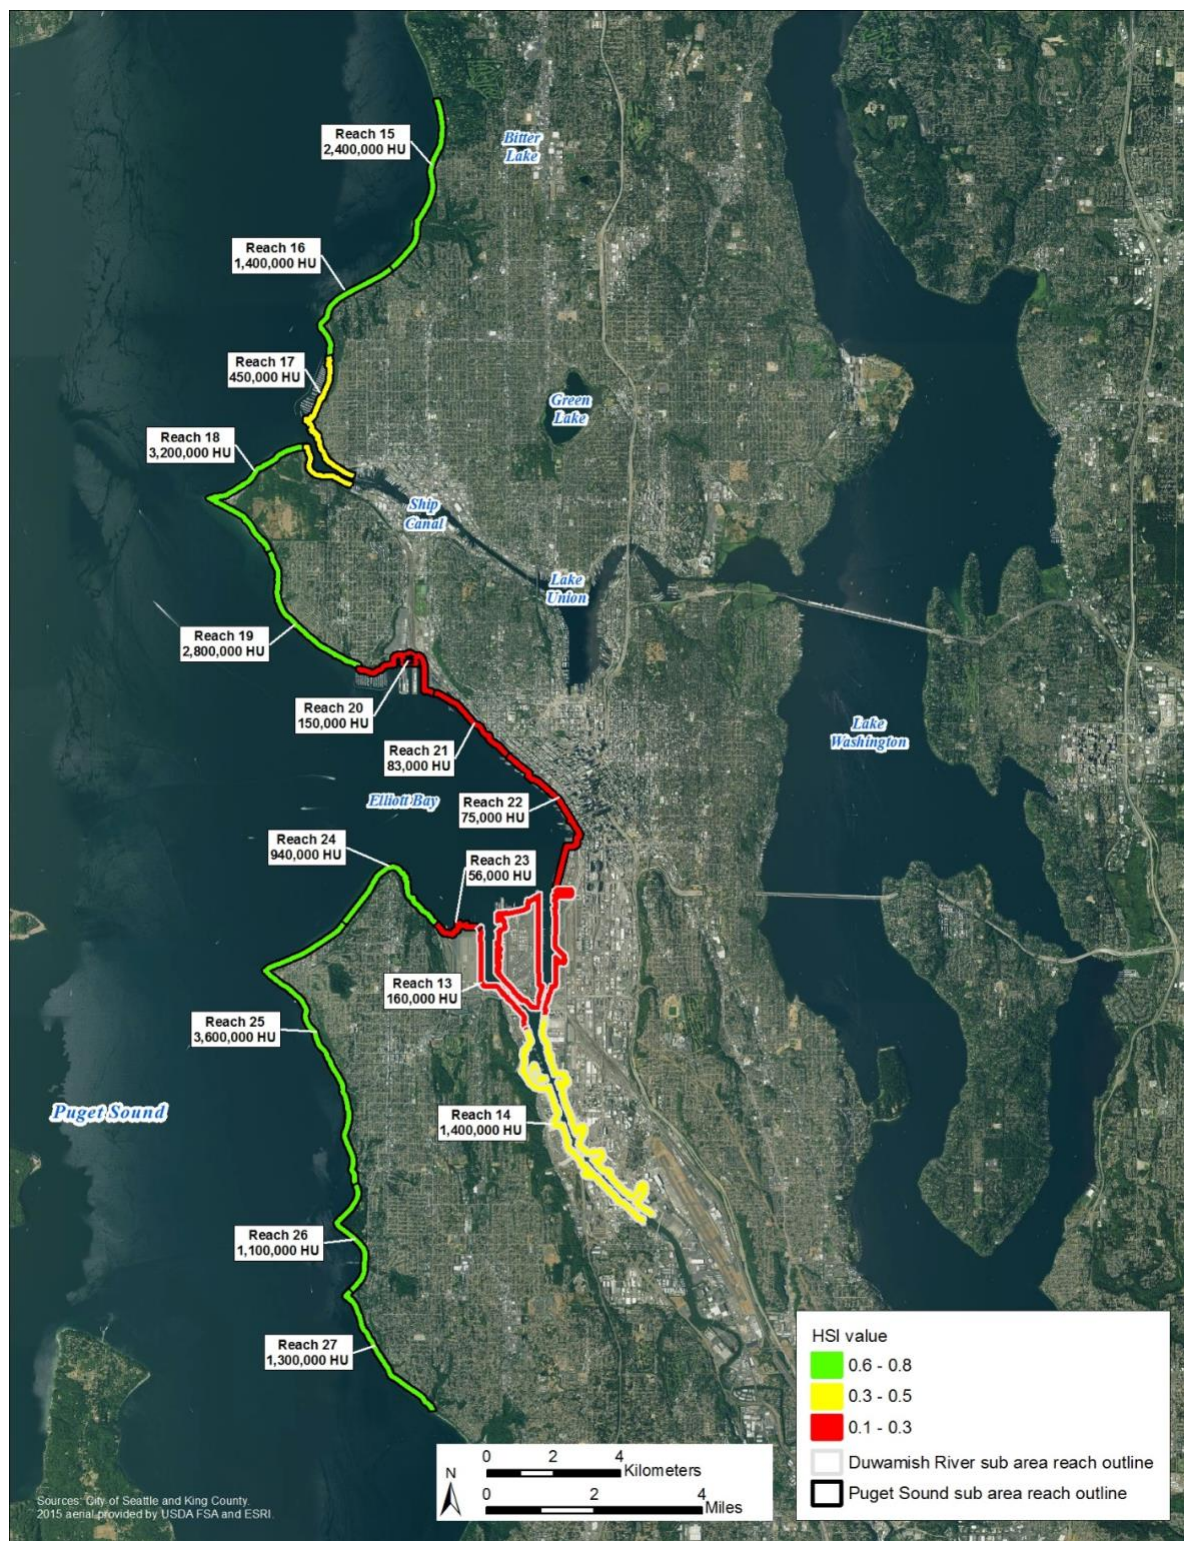 Reach 15
2,400,000 HU
Bitter
Lake
Reach 16
1,400,000 HU
Reach 17
450,000 HU
Green
Lake
Reach 18
3,200,000 HU
Ship
Canal
Lake
Union
Reach 19
2,800,000 HU
Reach 20
150,000 HU
Lake
Washington
Reach 21
83,000 HU
Elliott Bay
Reach 22
75,000 HU
Reach 24
940,000 HU
Reach 23
56,000 HU
Reach 13
160,000 HU
Reach 25
3,600,000 HU
Puget Sound
Reach 14
1,400,000 HU
Reach 26
1,100,000 HU
Reach 27
1,300,000 HU
HSI value
0.6 - 0.8
0.3 - 0.5
0.1 - 0.3
Duwamish River sub area reach outline
Puget Sound sub area reach outline
N
0 2 4
Kilometers
0 2 4
Miles
Sources: City of Seattle and King County.
2015 aerial provided by USDA FSA and ESRI.